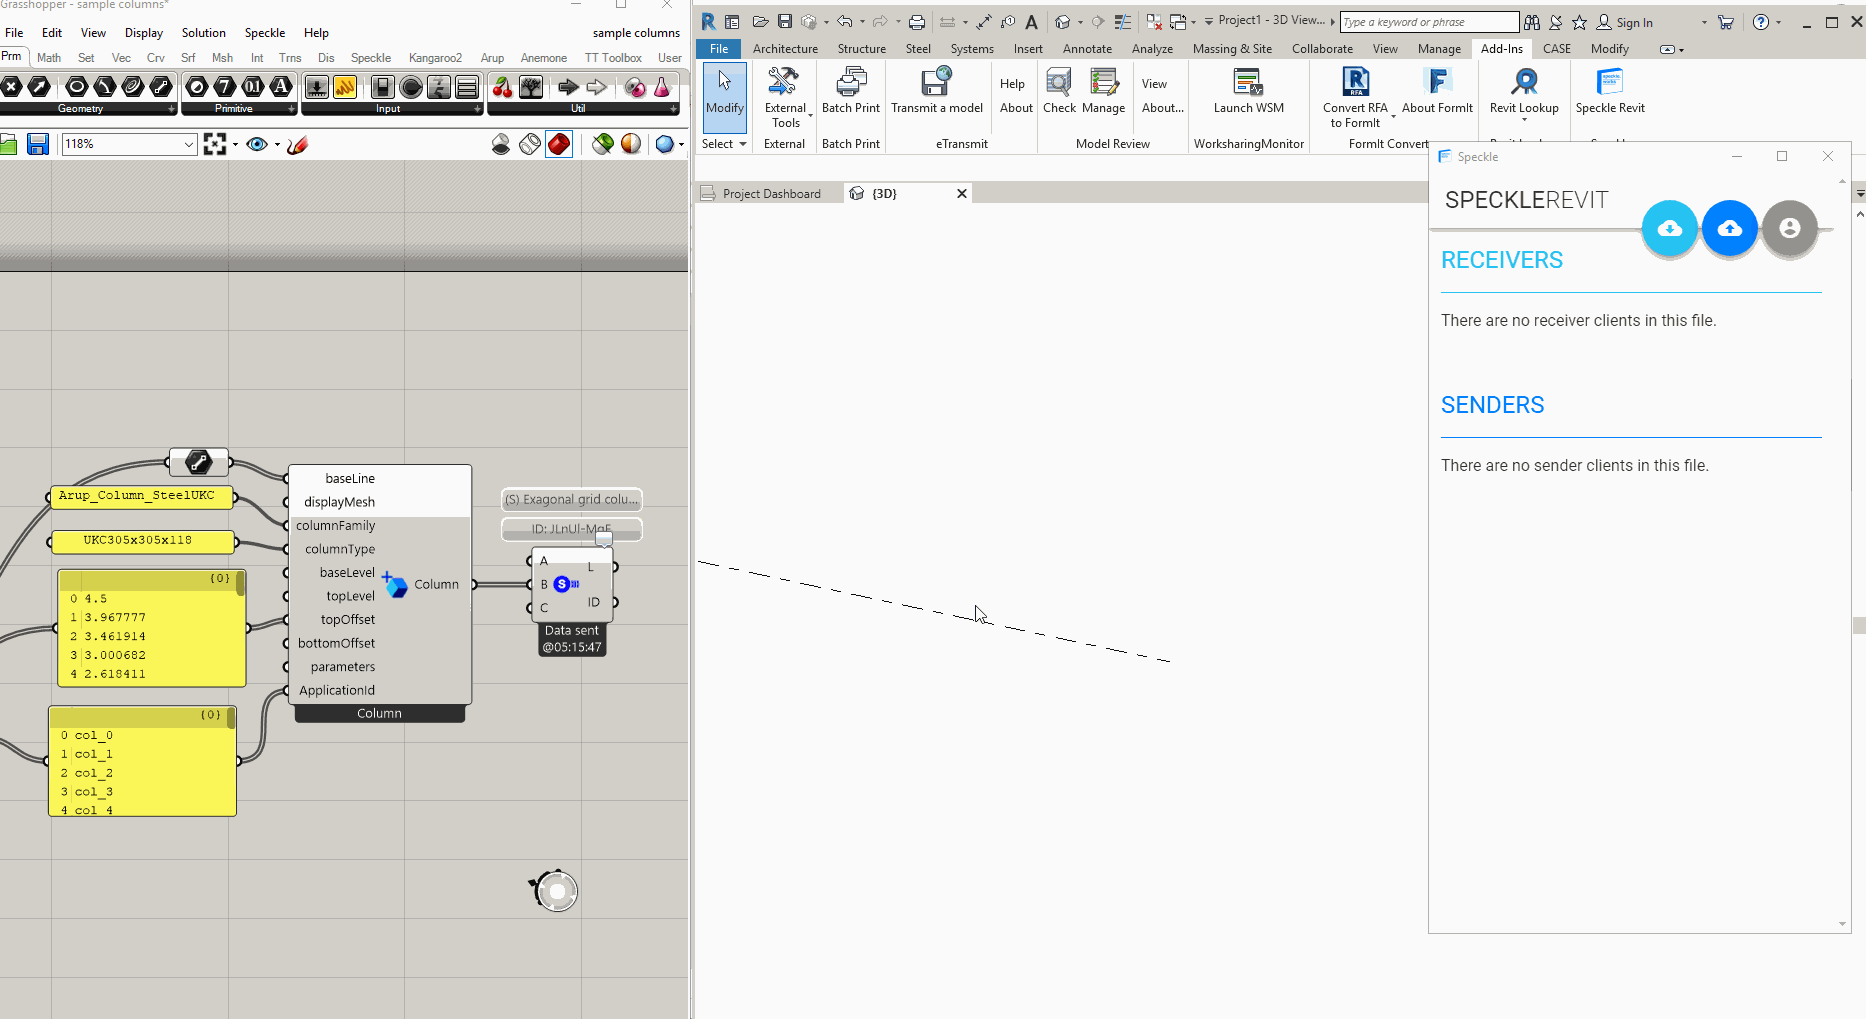 Grasshopper - sample columns*
File Edit View Display Solution Speckle Help sample columns
Prm Math Set Vec Crv Srf Msh Int Trns Dis Speckle Kangaroo2 Arup Anemone TT Toolbox User
Geometry Primitive Input Util
118%
Arup_Column_SteelUKC
UKC305x305x118
{0}
0 4.5
1 3.967777
2 3.461914
3 3.000682
4 2.618411
{0}
0 col_0
1 col_1
2 col_2
3 col_3
4 col_4
baseLine
displayMesh
columnFamily
columnType
baseLevel
topLevel
topOffset
bottomOffset
parameters
ApplicationId
Column
Column
(S) Exagonal grid colu...
ID: JLnUl-MqE
A
B
C
L
ID
Data sent
@05:15:47
Project1 - 3D View...
Type a keyword or phrase
Sign In
File Architecture Structure Steel Systems Insert Annotate Analyze Massing & Site Collaborate View Manage Add-Ins CASE Modify
Modify
Select
External
Tools
External
Batch Print
Batch Print
Transmit a model
Help
About
eTransmit
Check Manage
View
About...
Model Review
Launch WSM
WorksharingMonitor
Convert RFA
to FormIt
About FormIt
FormIt Convert
Revit Lookup
Speckle Revit
Project Dashboard
{3D}
Speckle
SPECKLEREVIT
RECEIVERS
There are no receiver clients in this file.
SENDERS
There are no sender clients in this file.